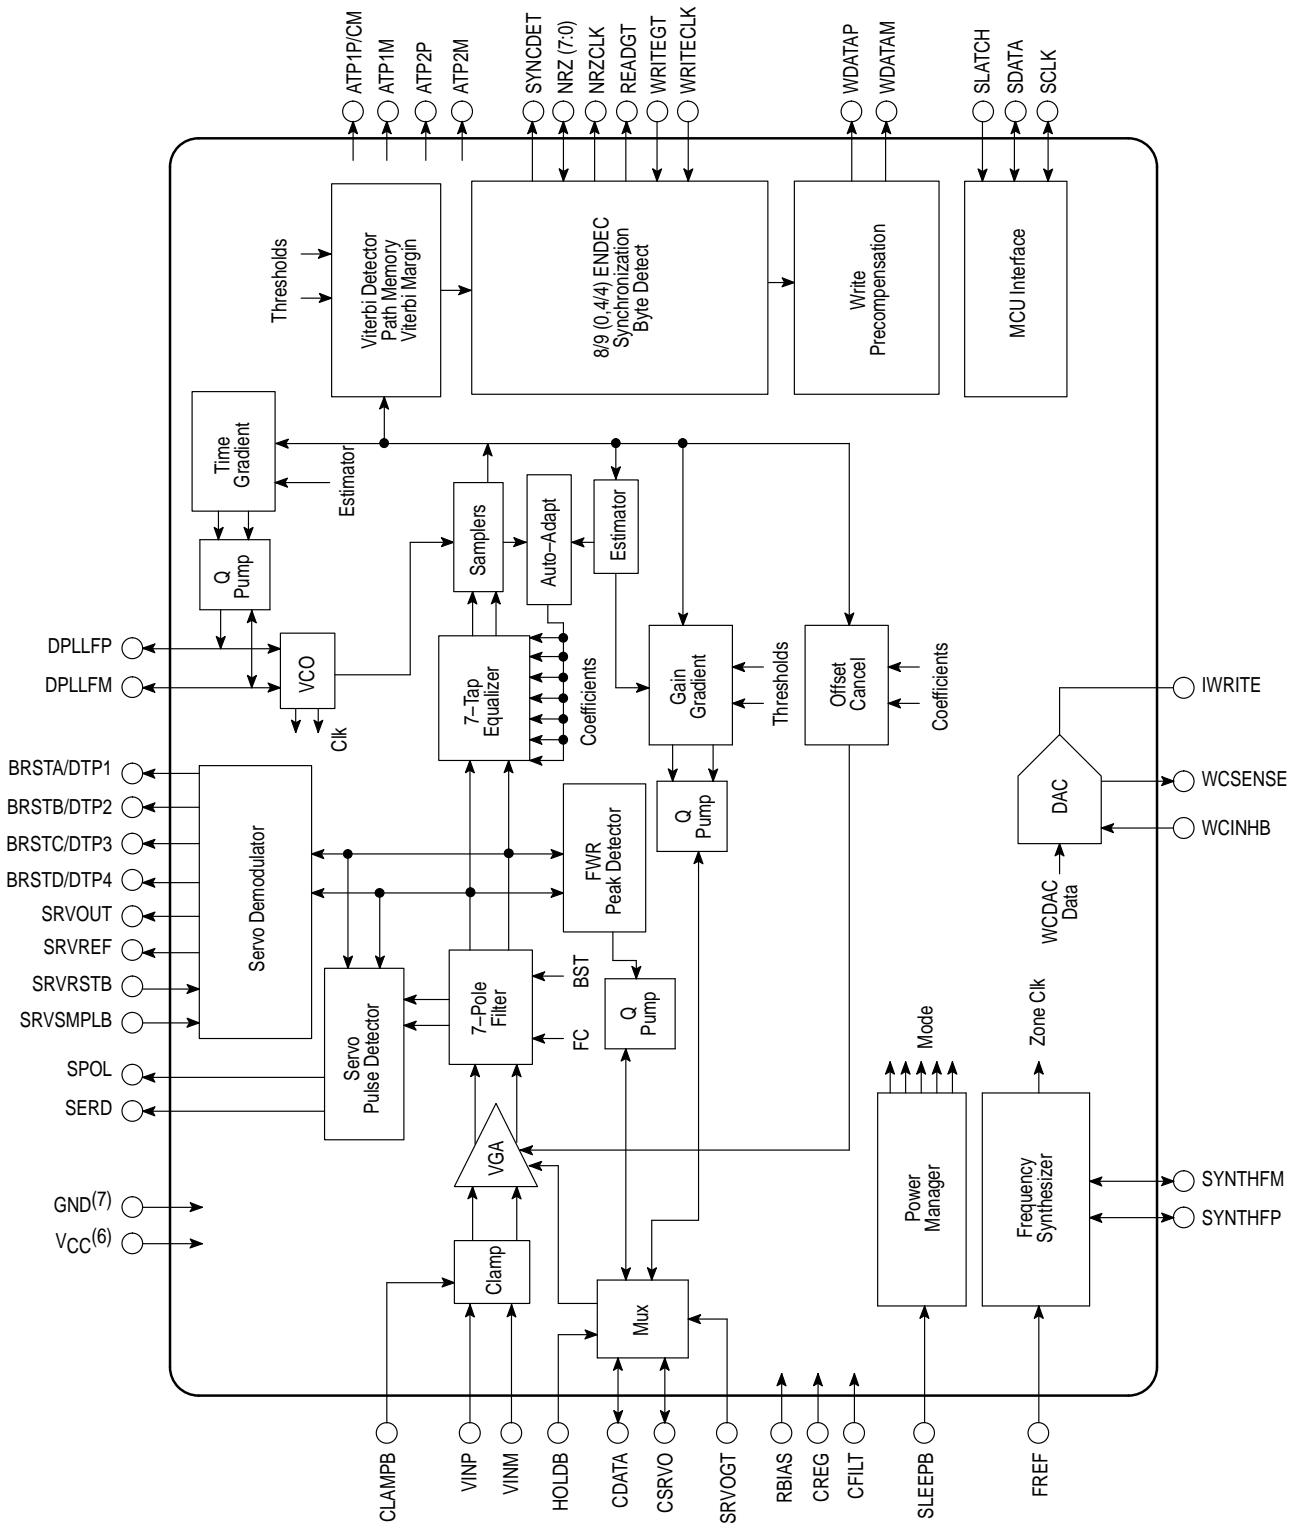 ATP1P/CM
ATP1M
ATP2P
ATP2M
SYNCDET
NRZ (7:0)
NRZCLK
READGT
WRITEGT
WRITECLK
WDATAP
WDATAM
SLATCH
SDATA
SCLK
Thresholds
Viterbi Detector
Path Memory
Viterbi Margin
8/9 (0,4/4) ENDEC
Synchronization
Byte Detect
Write
Precompensation
MCU Interface
Time
Gradient
Estimator
Q
Pump
Samplers
Auto–Adapt
Estimator
DPLLFP
DPLLFM
VCO
Clk
7–Tap
Equalizer
Coefficients
Gain
Gradient
Thresholds
Offset
Cancel
Coefficients
Q
Pump
IWRITE
WCSENSE
WCINHB
DAC
WCDAC
Data
BRSTA/DTP1
BRSTB/DTP2
BRSTC/DTP3
BRSTD/DTP4
SRVOUT
SRVREF
SRVRSTB
SRVSMPLB
SPOL
SERD
Servo Demodulator
FWR
Peak Detector
Servo
Pulse Detector
7–Pole
Filter
FC
BST
Q
Pump
Mode
Zone Clk
VGA
GND(7)
VCC(6)
Clamp
Mux
Power
Manager
Frequency
Synthesizer
SYNTHFM
SYNTHFP
CLAMPB
VINP
VINM
HOLDB
CDATA
CSRVO
SRVOGT
RBIAS
CREG
CFILT
SLEEPB
FREF